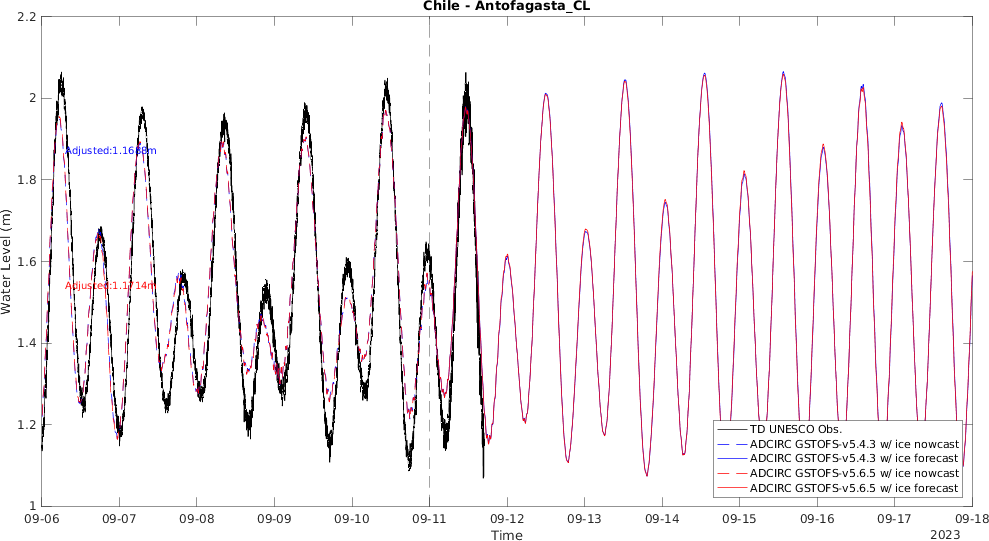 Chile - Antofagasta_CL
2.2
2
1.8
1.6
1.4
1.2
1
Water Level (m)
Adjusted:1.1688m
Adjusted:1.1714m
TD UNESCO Obs.
ADCIRC GSTOFS-v5.4.3 w/ ice nowcast
ADCIRC GSTOFS-v5.4.3 w/ ice forecast
ADCIRC GSTOFS-v5.6.5 w/ ice nowcast
ADCIRC GSTOFS-v5.6.5 w/ ice forecast
09-06 09-07 09-08 09-09 09-10 09-11 09-12 09-13 09-14 09-15 09-16 09-17 09-18
Time
2023